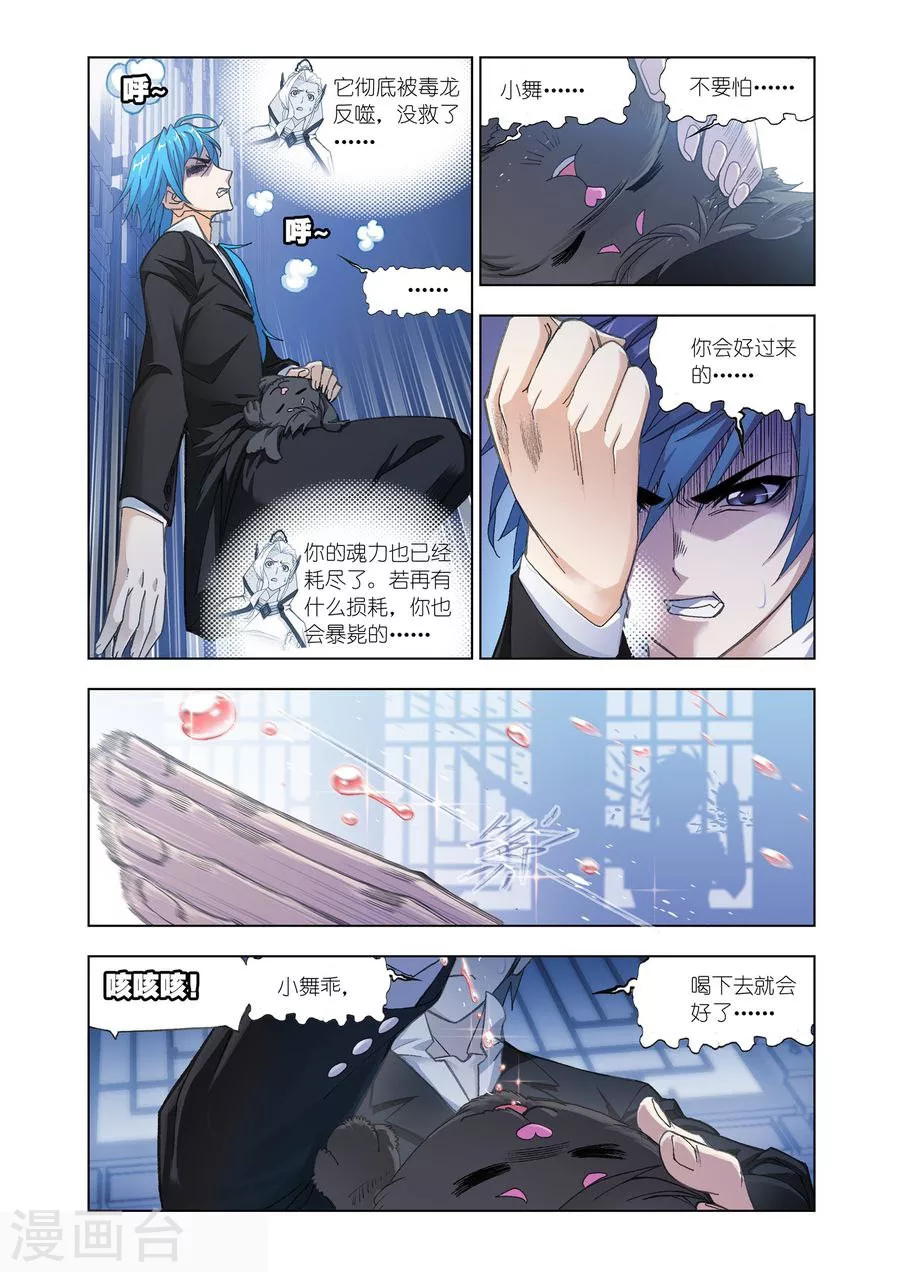 呼~
它彻底被毒龙
反噬，没救了
……
呼~
……
你的魂力也已经
耗尽了。若再有
什么损耗，你也
会暴毙的……
小舞……
不要怕……
你会好过来
的……
咳咳咳！
小舞乖，
喝下去就会
好了……
漫画台